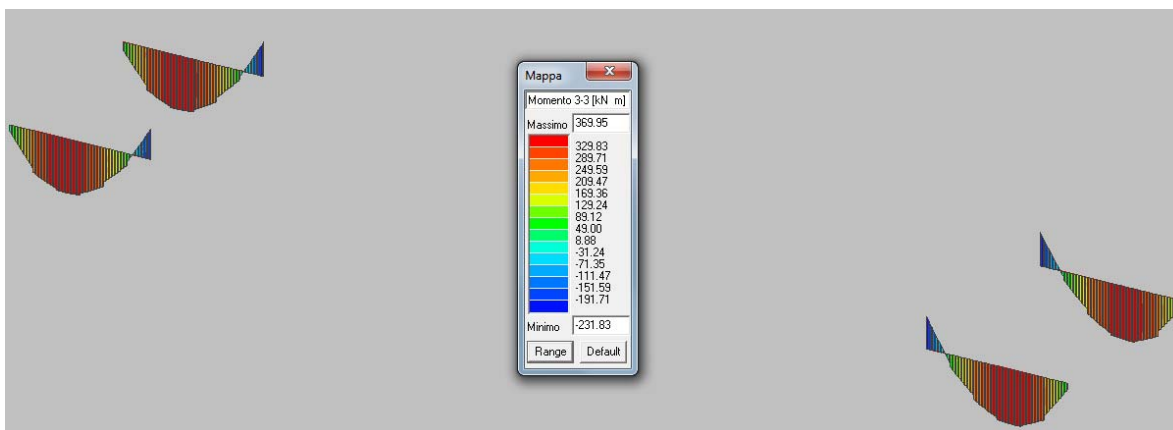 Mappa
x
Momento 3-3 [kN m]
Massimo 369.95
329.83
289.71
249.59
209.47
169.36
129.24
89.12
49.00
8.88
-31.24
-71.35
-111.47
-151.59
-191.71
Minimo -231.83
Range Default